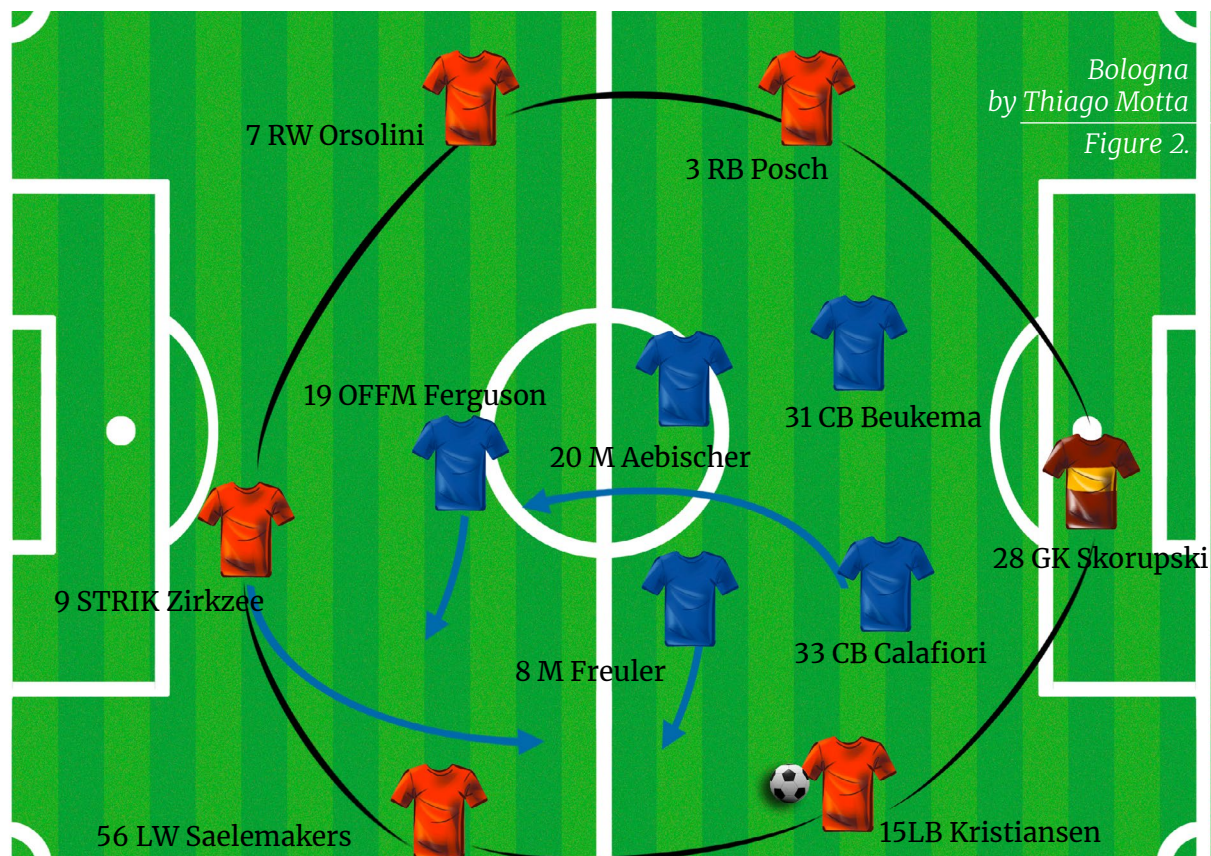 Bologna
by Thiago Motta
Figure 2.
7 RW Orsolini
3 RB Posch
19 OFFM Ferguson
31 CB Beukema
20 M Aebischer
28 GK Skorupski
9 STRIK Zirkzee
33 CB Calafiori
8 M Freuler
56 LW Saelemakers
15LB Kristiansen